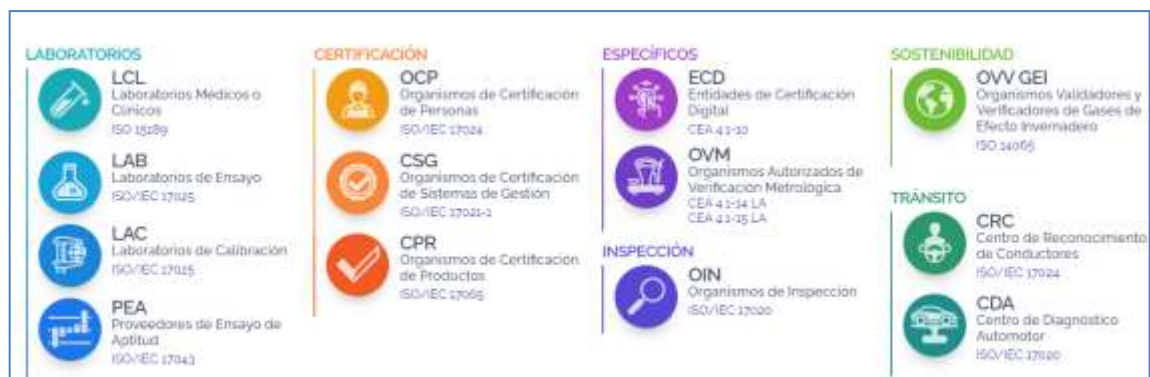 LABORATORIOS
LCL
Laboratorios Médicos o
Clínicos
ISO 15189
LAB
Laboratorios de Ensayo
ISO/IEC 17025
LAC
Laboratorios de Calibración
ISO/IEC 17025
PEA
Proveedores de Ensayo de
Aptitud
ISO/IEC 17043
CERTIFICACIÓN
OCP
Organismos de Certificación
de Personas
ISO/IEC 17024
CSG
Organismos de Certificación
de Sistemas de Gestión
ISO/IEC 17021-1
CPR
Organismos de Certificación
de Productos
ISO/IEC 17065
ESPECÍFICOS
ECD
Entidades de Certificación
Digital
CEA 4.1-10
OVM
Organismos Autorizados de
Verificación Metrológica
CEA 4.1-14 LA
CEA 4.1-15 LA
INSPECCIÓN
OIN
Organismos de Inspección
ISO/IEC 17020
SOSTENIBILIDAD
OVV GEI
Organismos Validadores y
Verificadores de Gases de
Efecto Invernadero
ISO 14065
TRÁNSITO
CRC
Centro de Reconocimiento
de Conductores
ISO/IEC 17024
CDA
Centro de Diagnóstico
Automotor
ISO/IEC 17020